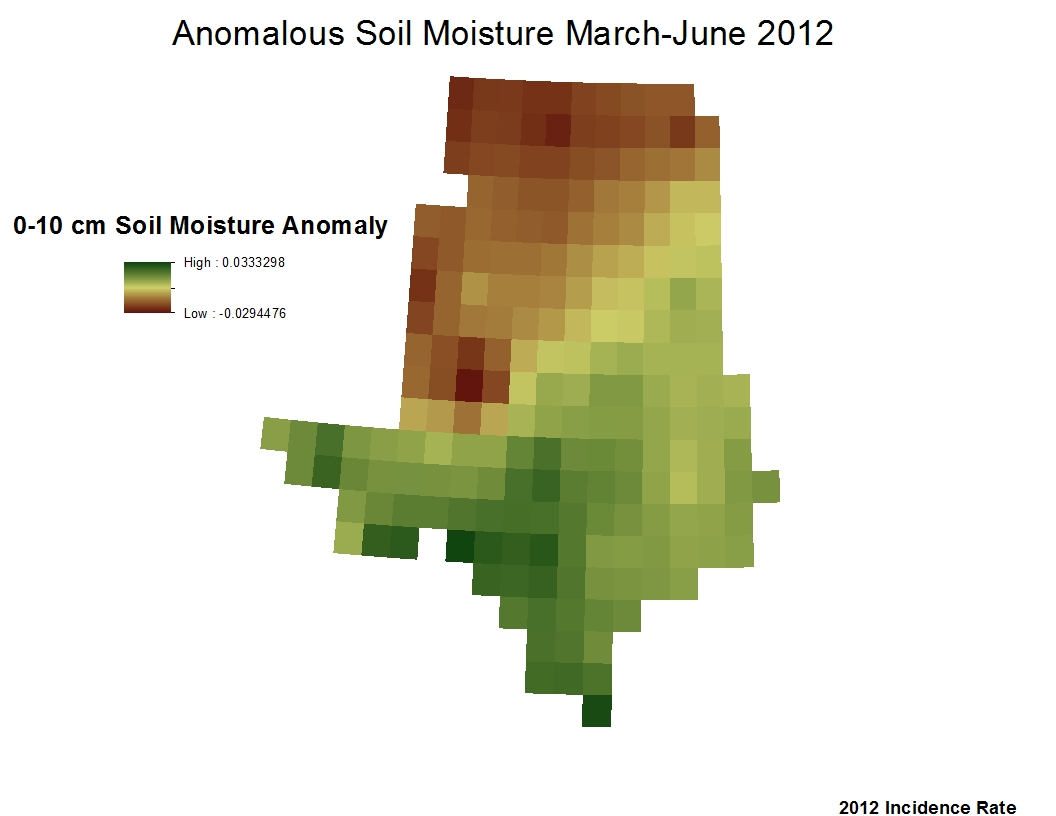 Anomalous Soil Moisture March-June 2012
0-10 cm Soil Moisture Anomaly
High : 0.0333298
Low : -0.0294476
2012 Incidence Rate